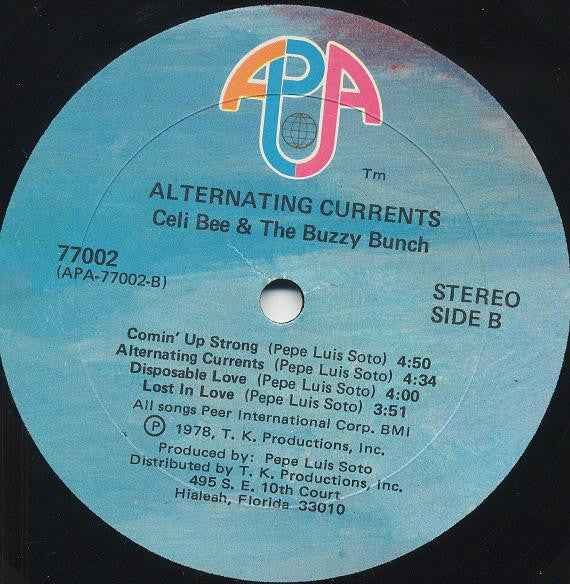 APA
Tm
ALTERNATING CURRENTS
Celi Bee & The Buzzy Bunch
77002
(APA-77002-B)
STEREO
SIDE B
Comin' Up Strong (Pepe Luis Soto) 4:50
Alternating Currents (Pepe Luis Soto) 4:34
Disposable Love (Pepe Luis Soto) 4:00
Lost In Love (Pepe Luis Soto) 3:51
All songs Peer International Corp. BMI
Ⓟ 1978, T. K. Productions, Inc.
Produced by: Pepe Luis Soto
Distributed by T. K. Productions, Inc.
495 S. E. 10th Court
Hialeah, Florida 33010